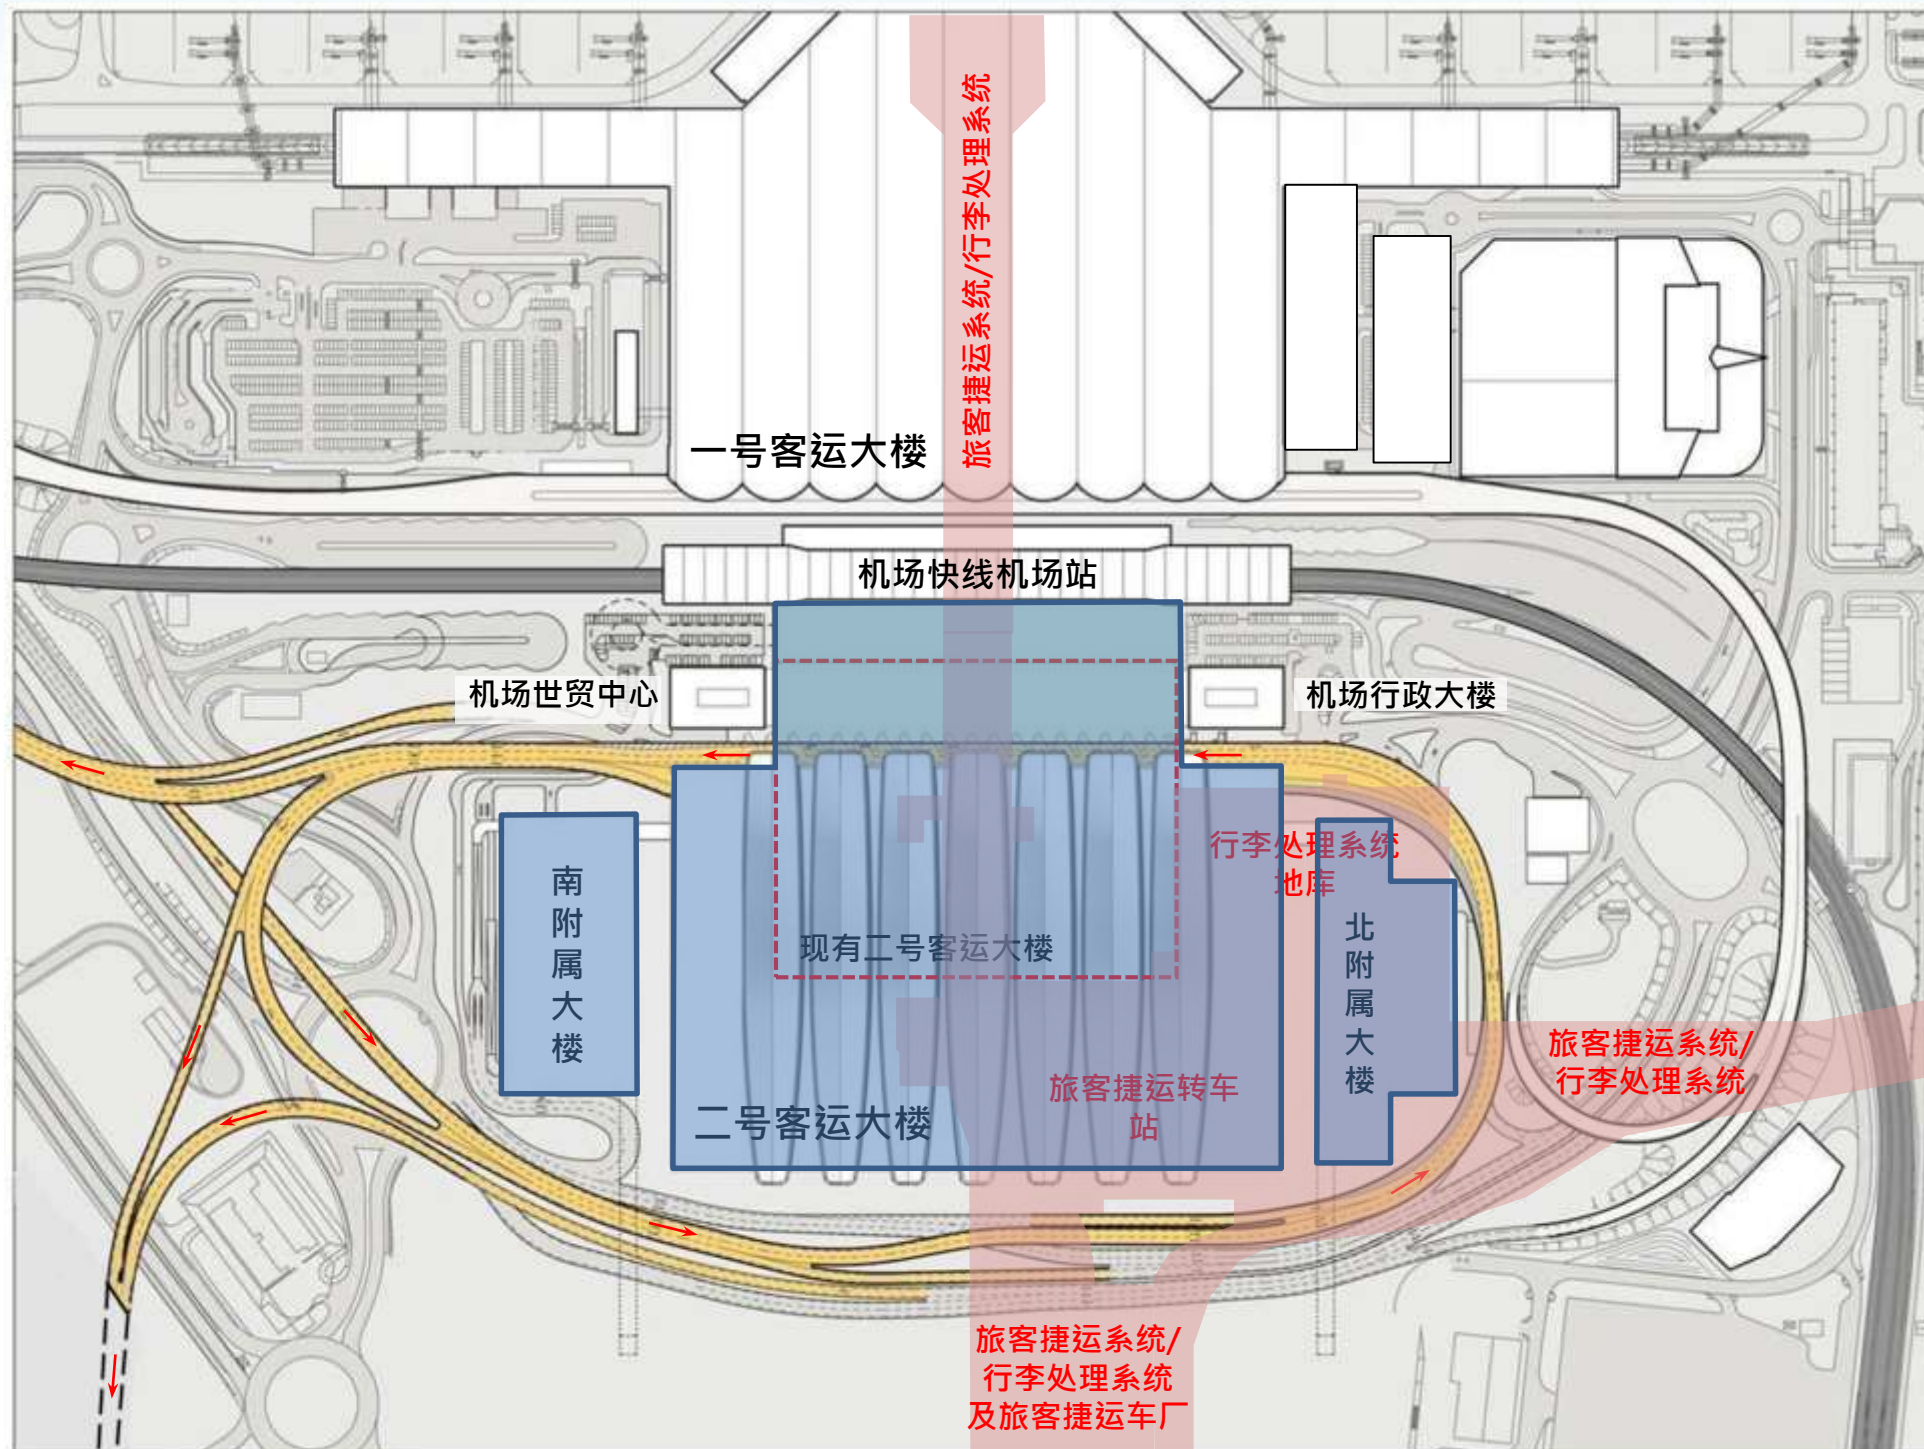 旅客捷运系统/行李处理系统
一号客运大楼
机场快线机场站
机场世贸中心
机场行政大楼
行李处理系统
地库
南附属大楼
北附属大楼
现有二号客运大楼
旅客捷运系统/
行李处理系统
旅客捷运转车
站
二号客运大楼
旅客捷运系统/
行李处理系统
及旅客捷运车厂